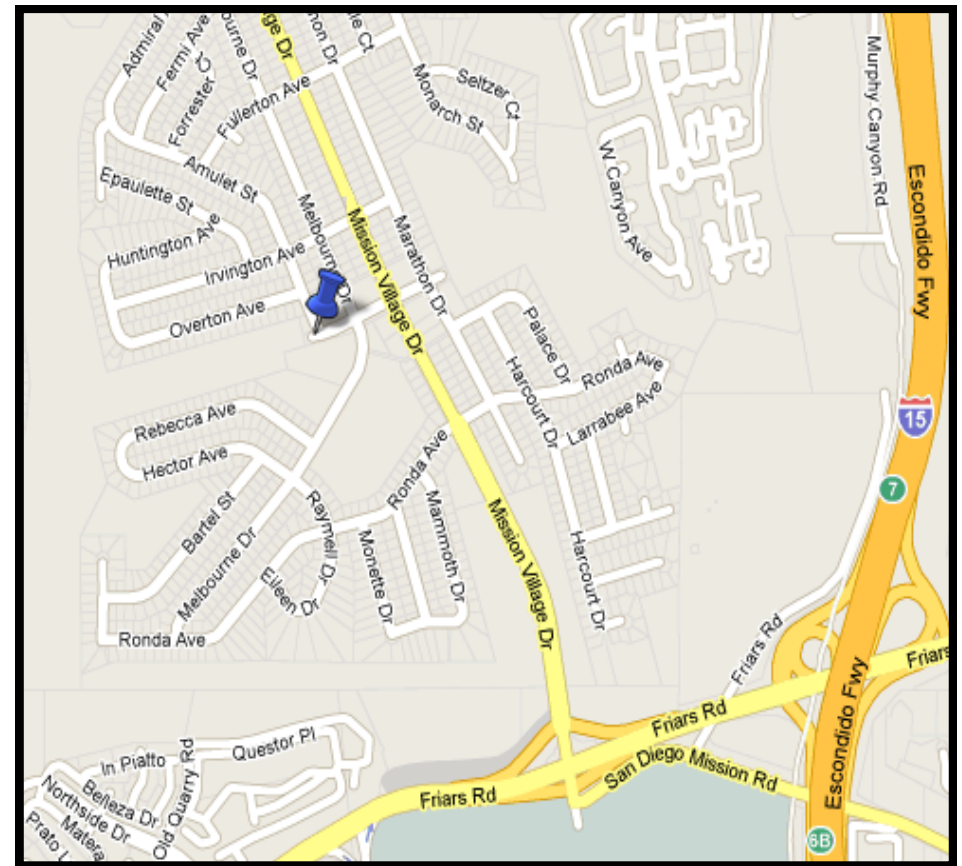 Admiral
Fermi Ave
Forrester Ct
Fullerton Ave
Amulet St
Epaulette St
Huntington Ave
Irvington Ave
Overton Ave
Melbourne Dr
Mission Village Dr
Marathon Dr
Monarch St
Seltzer Ct
W Canyon Ave
Murphy Canyon Rd
Escondido Fwy
15
7
Palace Dr
Harcourt Dr
Ronda Ave
Larrabee Ave
Rebecca Ave
Hector Ave
Bartel St
Raymell Dr
Melbourne Dr
Ronda Ave
Mammoth Dr
Monette Dr
Eileen Dr
Ronda Ave
Mission Village Dr
Harcourt Dr
Friars Rd
Friars
Friars Rd
San Diego Mission Rd
Escondido Fwy
Friars Rd
6B
In Pialto
Questor Pl
Old Quarry Rd
Belleza Dr
Northside Dr
Matera
Prato L